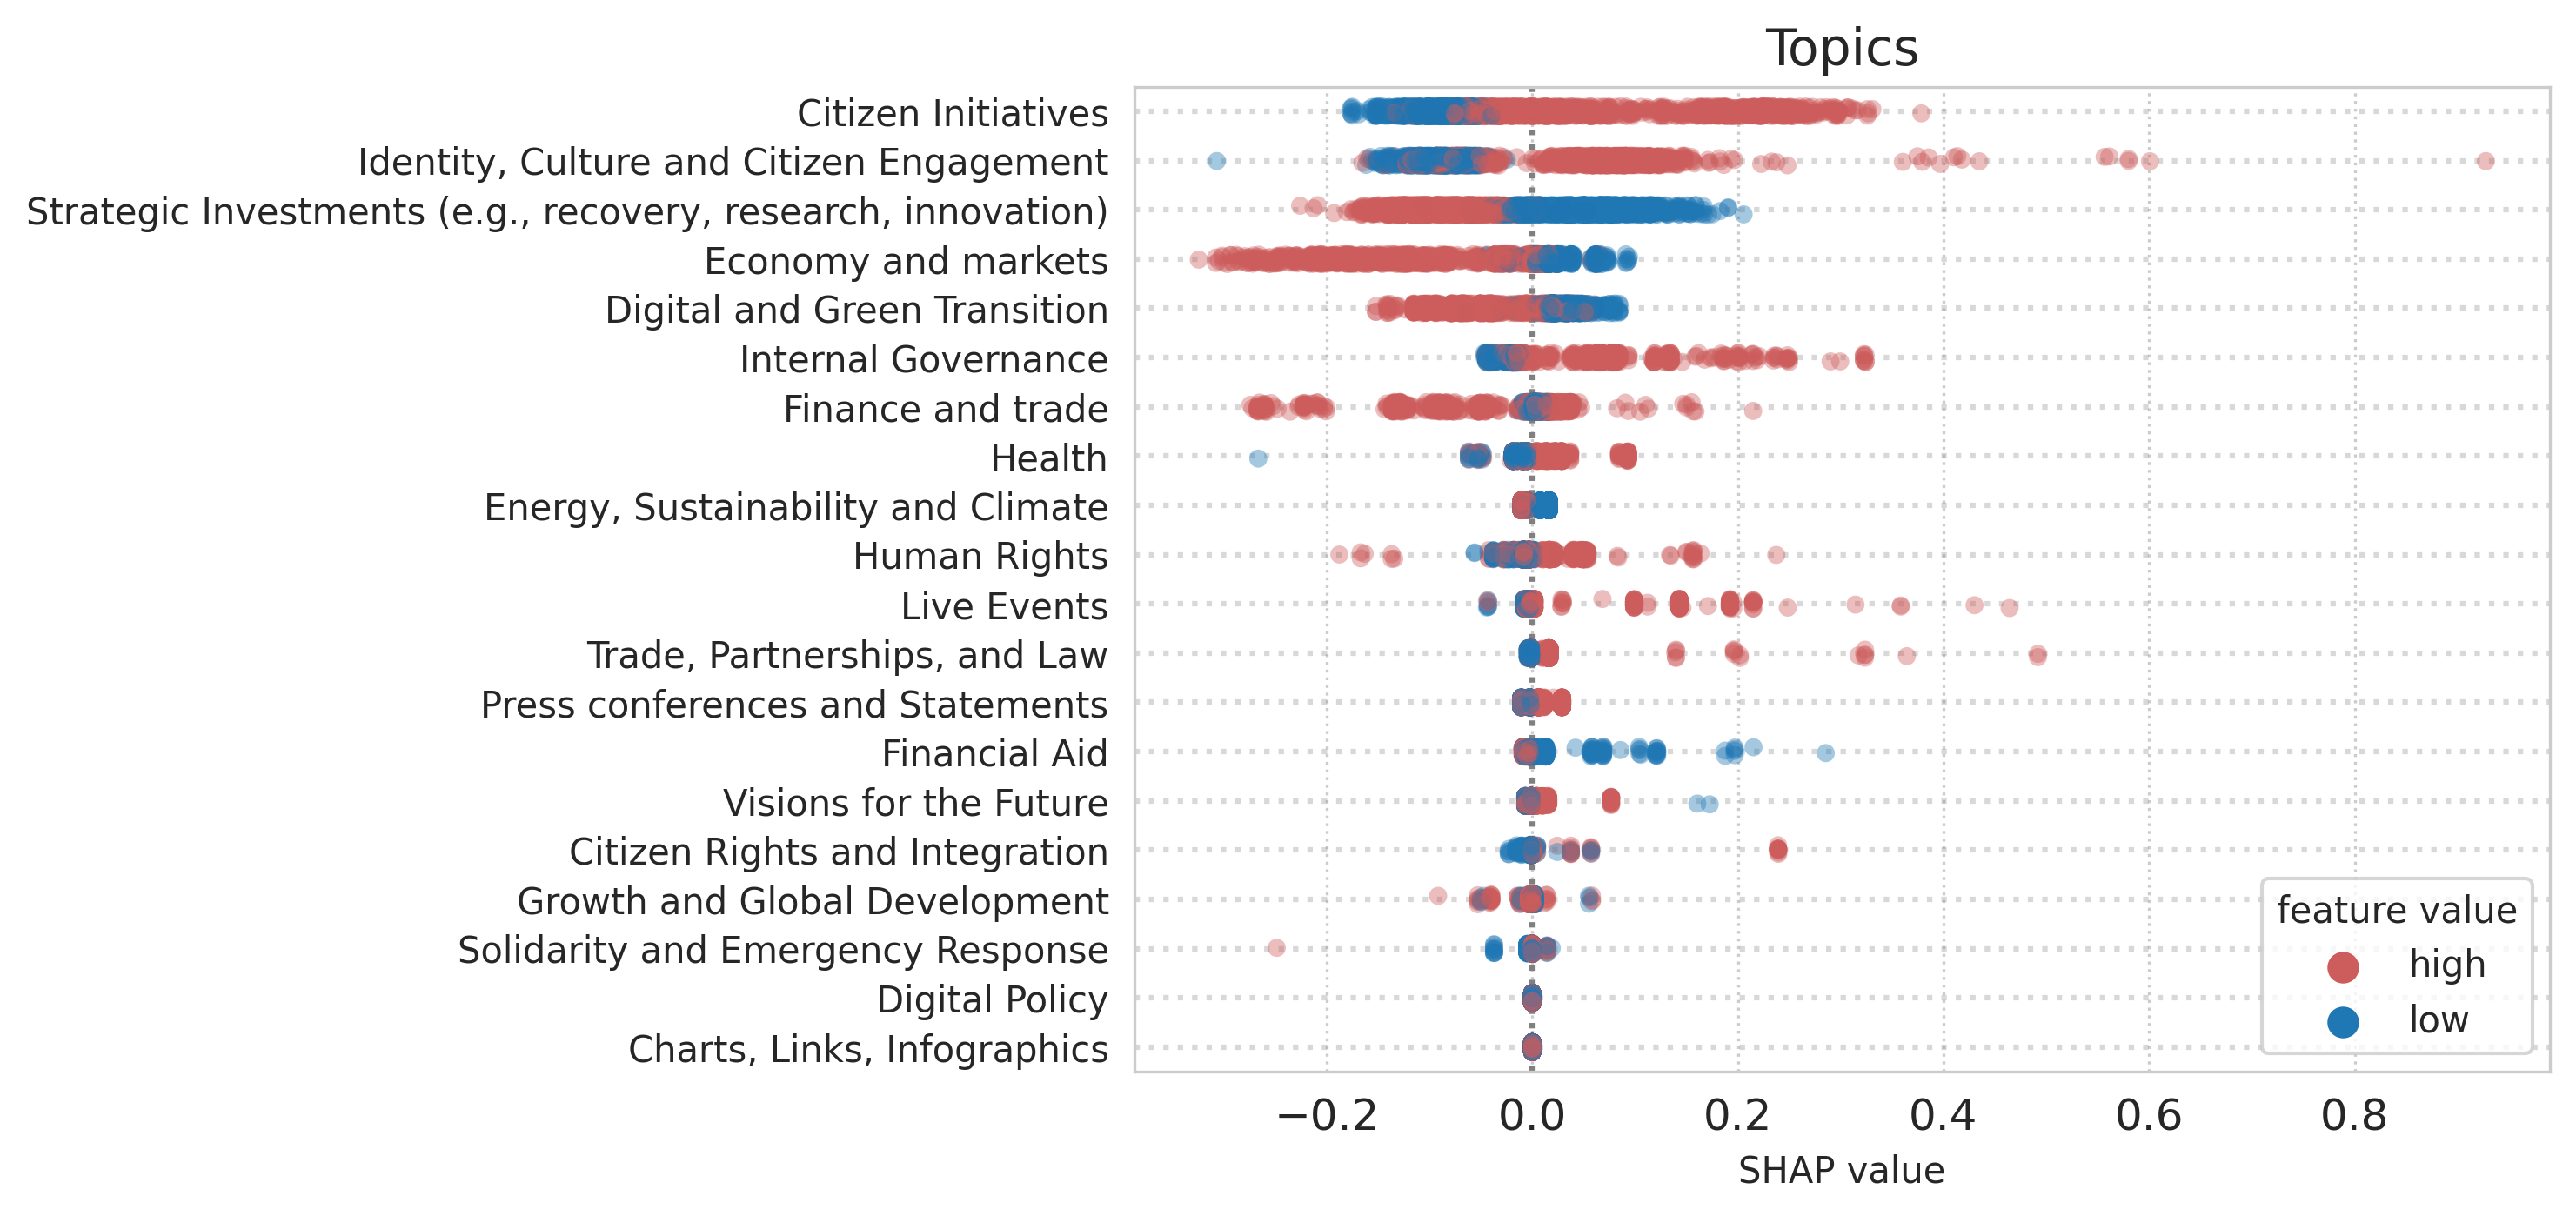 Topics
Citizen Initiatives
Identity, Culture and Citizen Engagement
Strategic Investments (e.g., recovery, research, innovation)
Economy and markets
Digital and Green Transition
Internal Governance
Finance and trade
Health
Energy, Sustainability and Climate
Human Rights
Live Events
Trade, Partnerships, and Law
Press conferences and Statements
Financial Aid
Visions for the Future
Citizen Rights and Integration
Growth and Global Development
Solidarity and Emergency Response
Digital Policy
Charts, Links, Infographics
feature value
high
low
−0.2 0.0 0.2 0.4 0.6 0.8
SHAP value